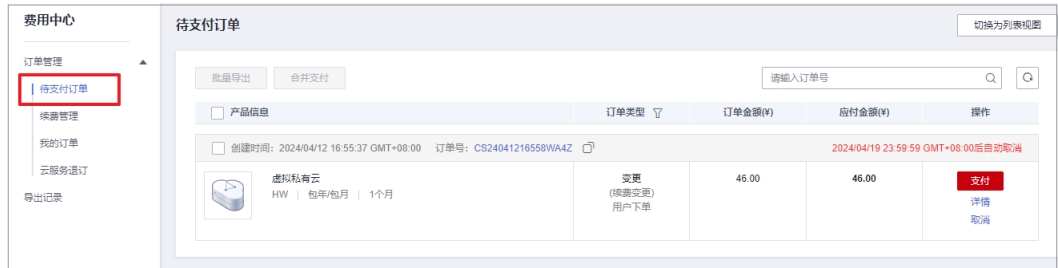 费用中心
订单管理
待支付订单
续费管理
我的订单
云服务退订
导出记录
待支付订单
切换为列表视图
批量导出 合并支付 请输入订单号
产品信息 订单类型 订单金额(¥) 应付金额(¥) 操作
创建时间：2024/04/12 16:55:37 GMT+08:00 订单号：CS24041216558WA4Z 2024/04/19 23:59:59 GMT+08:00后自动取消
虚拟私有云 变更 46.00 46.00 支付
HW | 包年/包月 | 1个月 (续费变更) 详情
用户下单 取消